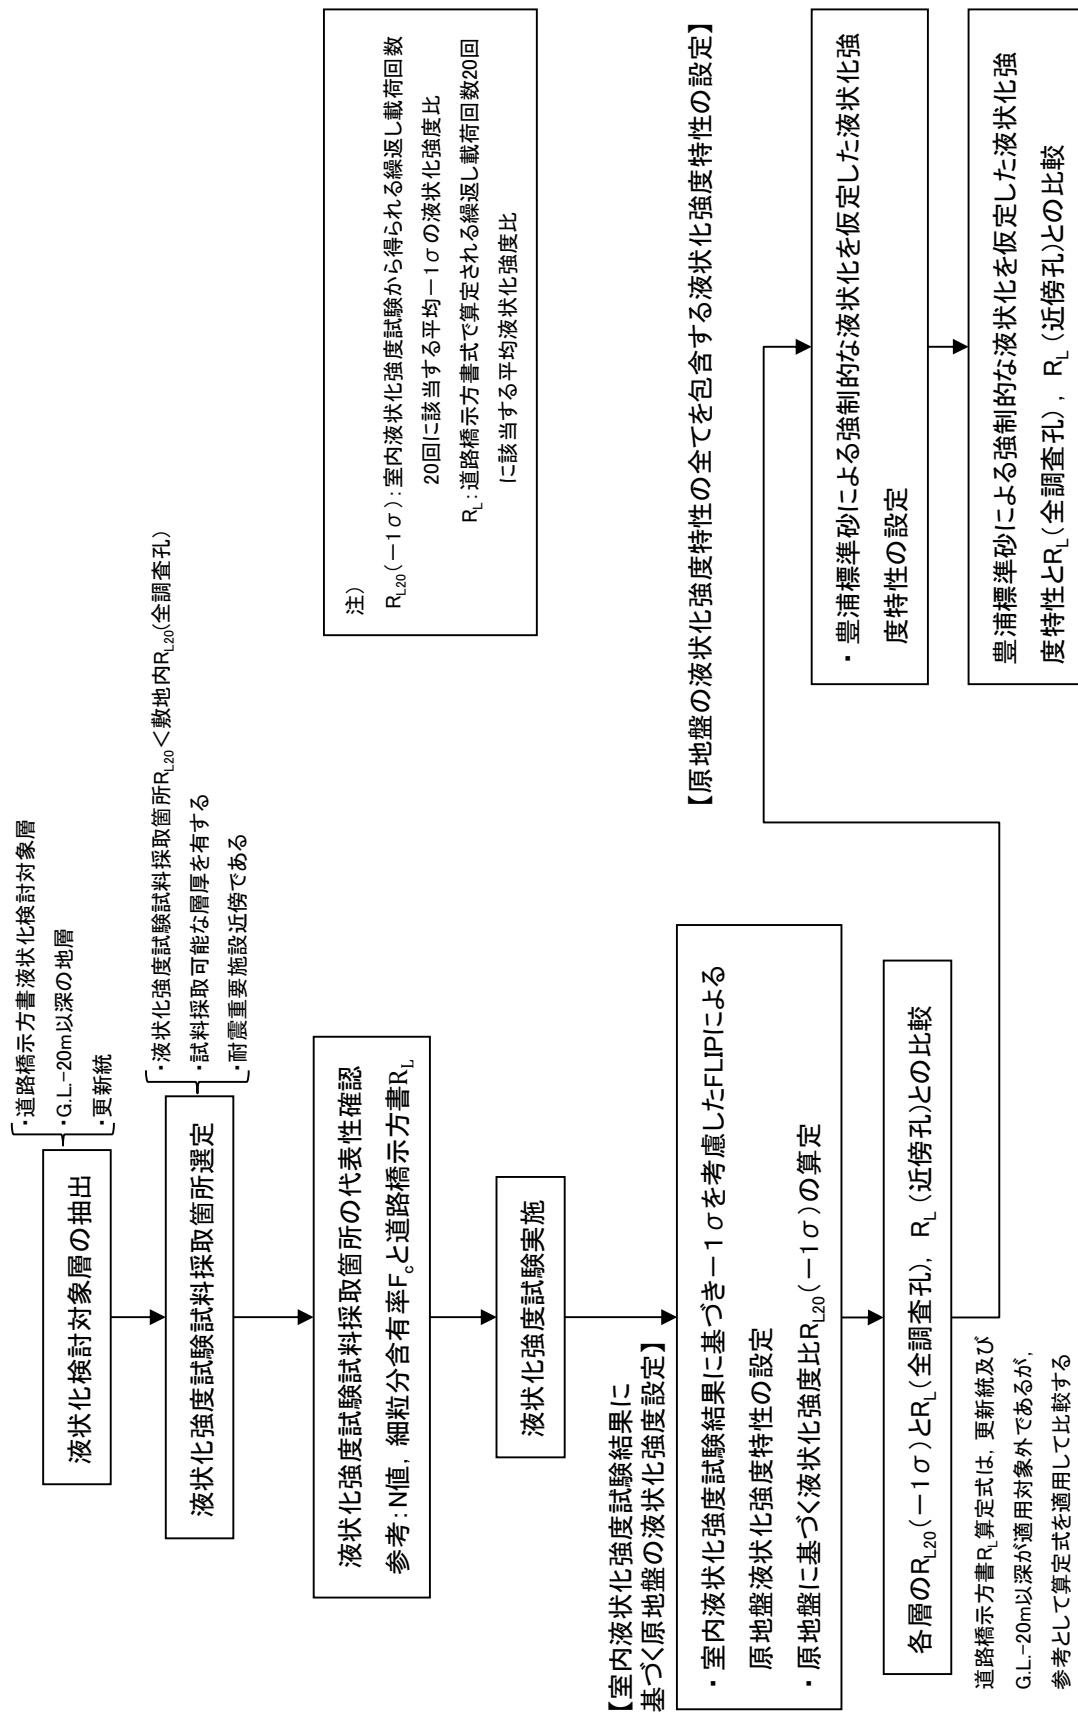 ・道路橋示方書液状化検討対象層
・G.L.-20m以深の地層
・更新統
液状化検討対象層の抽出
・液状化強度試験試料採取箇所R_L20＜敷地内R_L20(全調査孔)
・試料採取可能な層厚を有する
・耐震重要施設近傍である
液状化強度試験試料採取箇所選定
液状化強度試験試料採取箇所の代表性確認
参考：N値，細粒分含有率F_cと道路橋示方書R_L
液状化強度試験実施
【室内液状化強度試験結果に
基づく原地盤の液状化強度設定】
・室内液状化強度試験結果に基づき－1σを考慮したFLIPによる
原地盤液状化強度特性の設定
・原地盤に基づく液状化強度比R_L20（－1σ）の算定
各層のR_L20（－1σ）とR_L（全調査孔），R_L（近傍孔）との比較
道路橋示方書R_L算定式は，更新統及び
G.L.-20m以深が適用対象外であるが，
参考として算定式を適用して比較する
注）
R_L20（－1σ）：室内液状化強度試験から得られる繰返し載荷回数
20回に該当する平均－1σの液状化強度比
R_L：道路橋示方書式で算定される繰返し載荷回数20回
に該当する平均液状化強度比
【原地盤の液状化強度特性の全てを包含する液状化強度特性の設定】
・豊浦標準砂による強制的な液状化を仮定した液状化強
度特性の設定
豊浦標準砂による強制的な液状化を仮定した液状化強
度特性とR_L（全調査孔），R_L（近傍孔）との比較